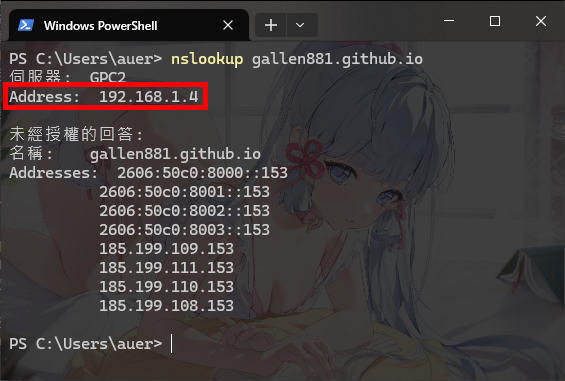 Windows PowerShell
PS C:\Users\auer> nslookup gallen881.github.io
伺服器:  GPC2
Address:  192.168.1.4
未經授權的回答:
名稱:    gallen881.github.io
Addresses:  2606:50c0:8000::153
2606:50c0:8001::153
2606:50c0:8002::153
2606:50c0:8003::153
185.199.109.153
185.199.111.153
185.199.110.153
185.199.108.153
PS C:\Users\auer>